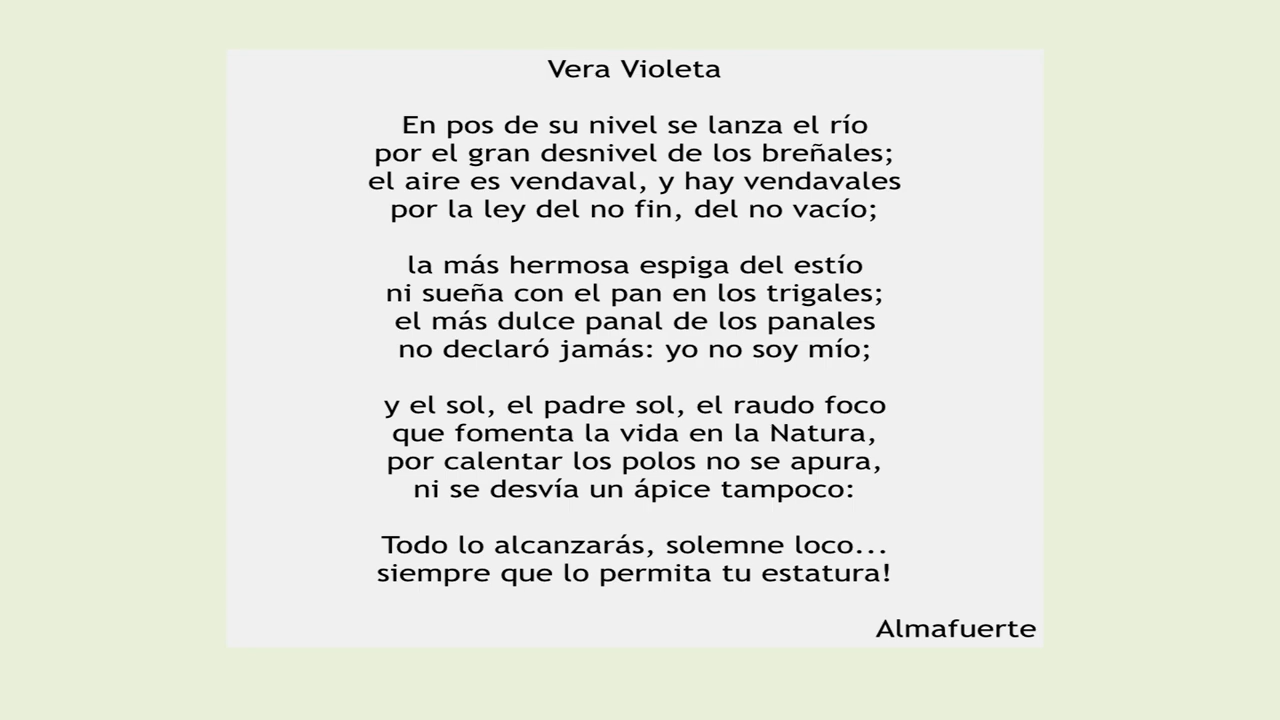 Vera Violeta
En pos de su nivel se lanza el río
por el gran desnivel de los breñales;
el aire es vendaval, y hay vendavales
por la ley del no fin, del no vacío;
la más hermosa espiga del estío
ni sueña con el pan en los trigales;
el más dulce panal de los panales
no declaró jamás: yo no soy mío;
y el sol, el padre sol, el raudo foco
que fomenta la vida en la Natura,
por calentar los polos no se apura,
ni se desvía un ápice tampoco:
Todo lo alcanzarás, solemne loco...
siempre que lo permita tu estatura!
Almafuerte